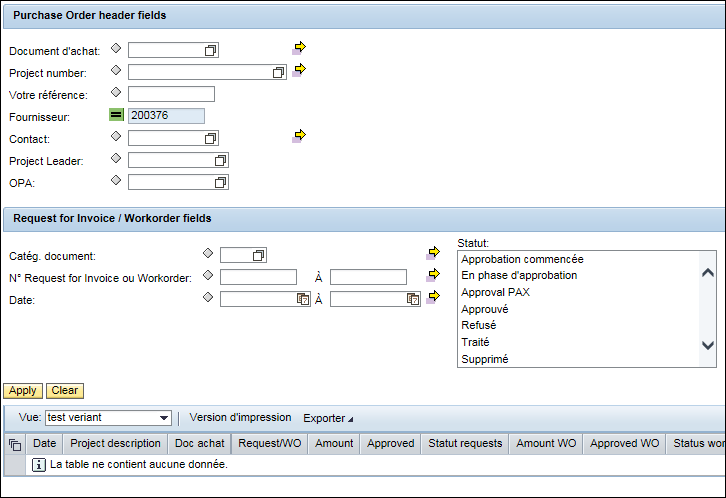 Purchase Order header fields
Document d'achat:
Project number:
Votre référence:
Fournisseur: 200376
Contact:
Project Leader:
OPA:
Request for Invoice / Workorder fields
Catég. document:
N° Request for Invoice ou Workorder: À
Date: À
Statut:
Approbation commencée
En phase d'approbation
Approval PAX
Approuvé
Refusé
Traité
Supprimé
Apply Clear
Vue: test veriant Version d'impression Exporter
Date Project description Doc achat Request/WO Amount Approved Statut requests Amount WO Approved WO Status wor
La table ne contient aucune donnée.